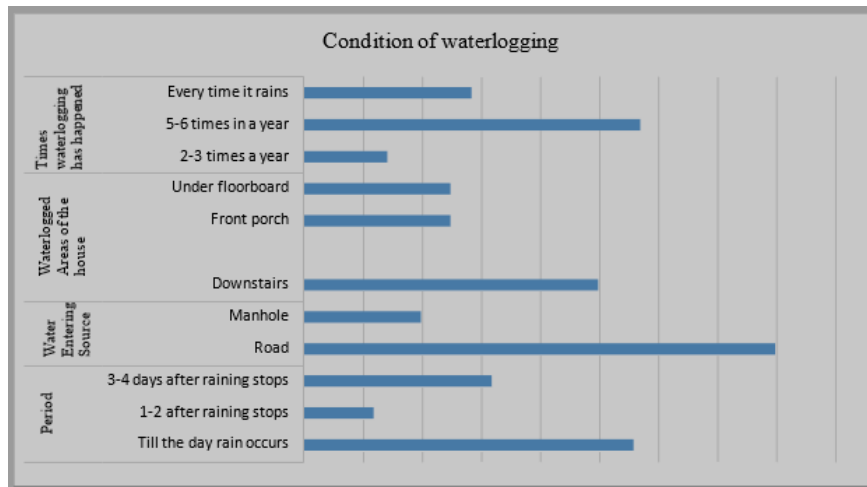 Condition of waterlogging
Times
waterlogging
has happened
Every time it rains
5-6 times in a year
2-3 times a year
Waterlogged
Areas of the
house
Under floorboard
Front porch
Downstairs
Water
Entering
Source
Manhole
Road
Period
3-4 days after raining stops
1-2 after raining stops
Till the day rain occurs